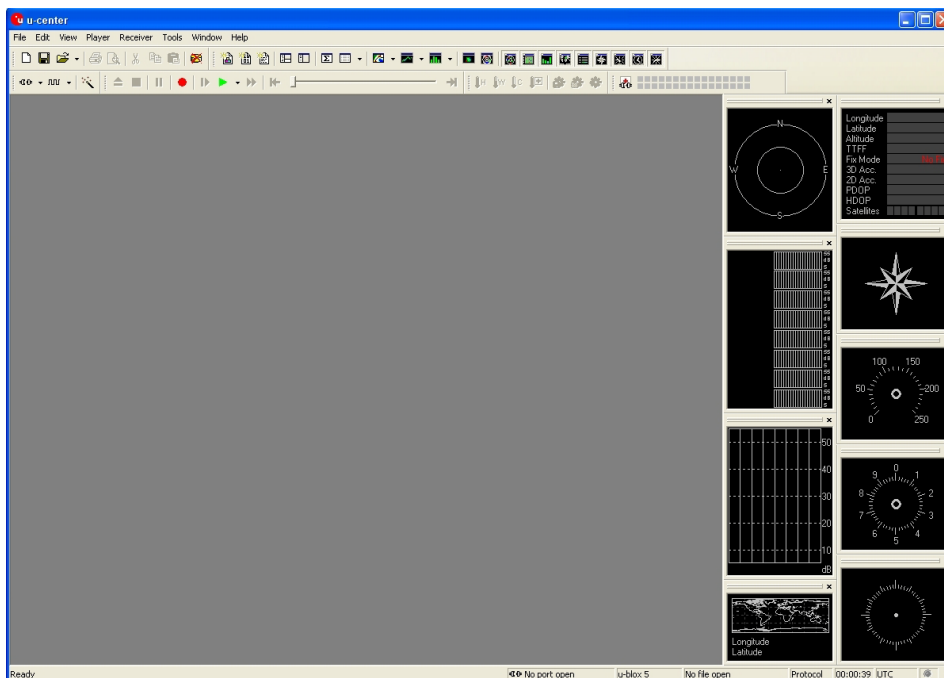 u u-center
File Edit View Player Receiver Tools Window Help
N
W E
S
Longitude
Latitude
Altitude
TTFF
Fix Mode
3D Acc.
2D Acc.
PDOP
HDOP
Satellites
100 150
50 200
0 250
50
40
30
20
10
dB
0
9 1
8 2
7 3
6 4
5
Longitude
Latitude
Ready No port open u-blox 5 No file open Protocol 00:00:39 UTC